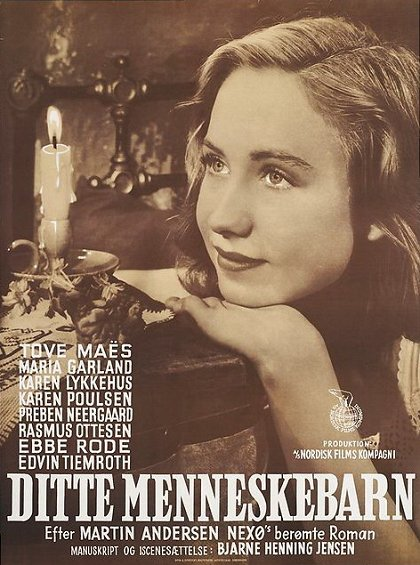 TOVE MAËS
MARIA GARLAND
KAREN LYKKEHUS
KAREN POULSEN
PREBEN NEERGAARD
RASMUS OTTESEN
EBBE RODE
EDVIN TIEMROTH
PRODUKTION:
A/S NORDISK FILMS KOMPAGNI
DITTE MENNESKEBARN
Efter MARTIN ANDERSEN NEXØ's berømte Roman
MANUSKRIPT OG ISCENESÆTTELSE: BJARNE HENNING JENSEN